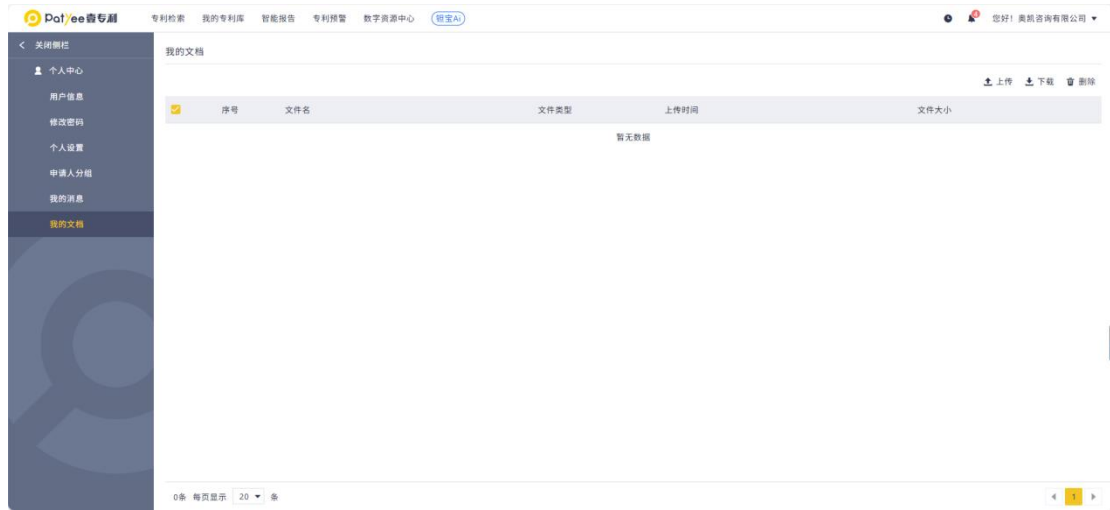 Patyee壹专利 专利检索 我的专利库 智能报告 专利预警 数字资源中心 钽宝Ai 4 您好！奥凯咨询有限公司
关闭侧栏
我的文档
个人中心
上传 下载 删除
用户信息
序号 文件名 文件类型 上传时间 文件大小
修改密码
暂无数据
个人设置
申请人分组
我的消息
我的文档
0条 每页显示 20 条 1